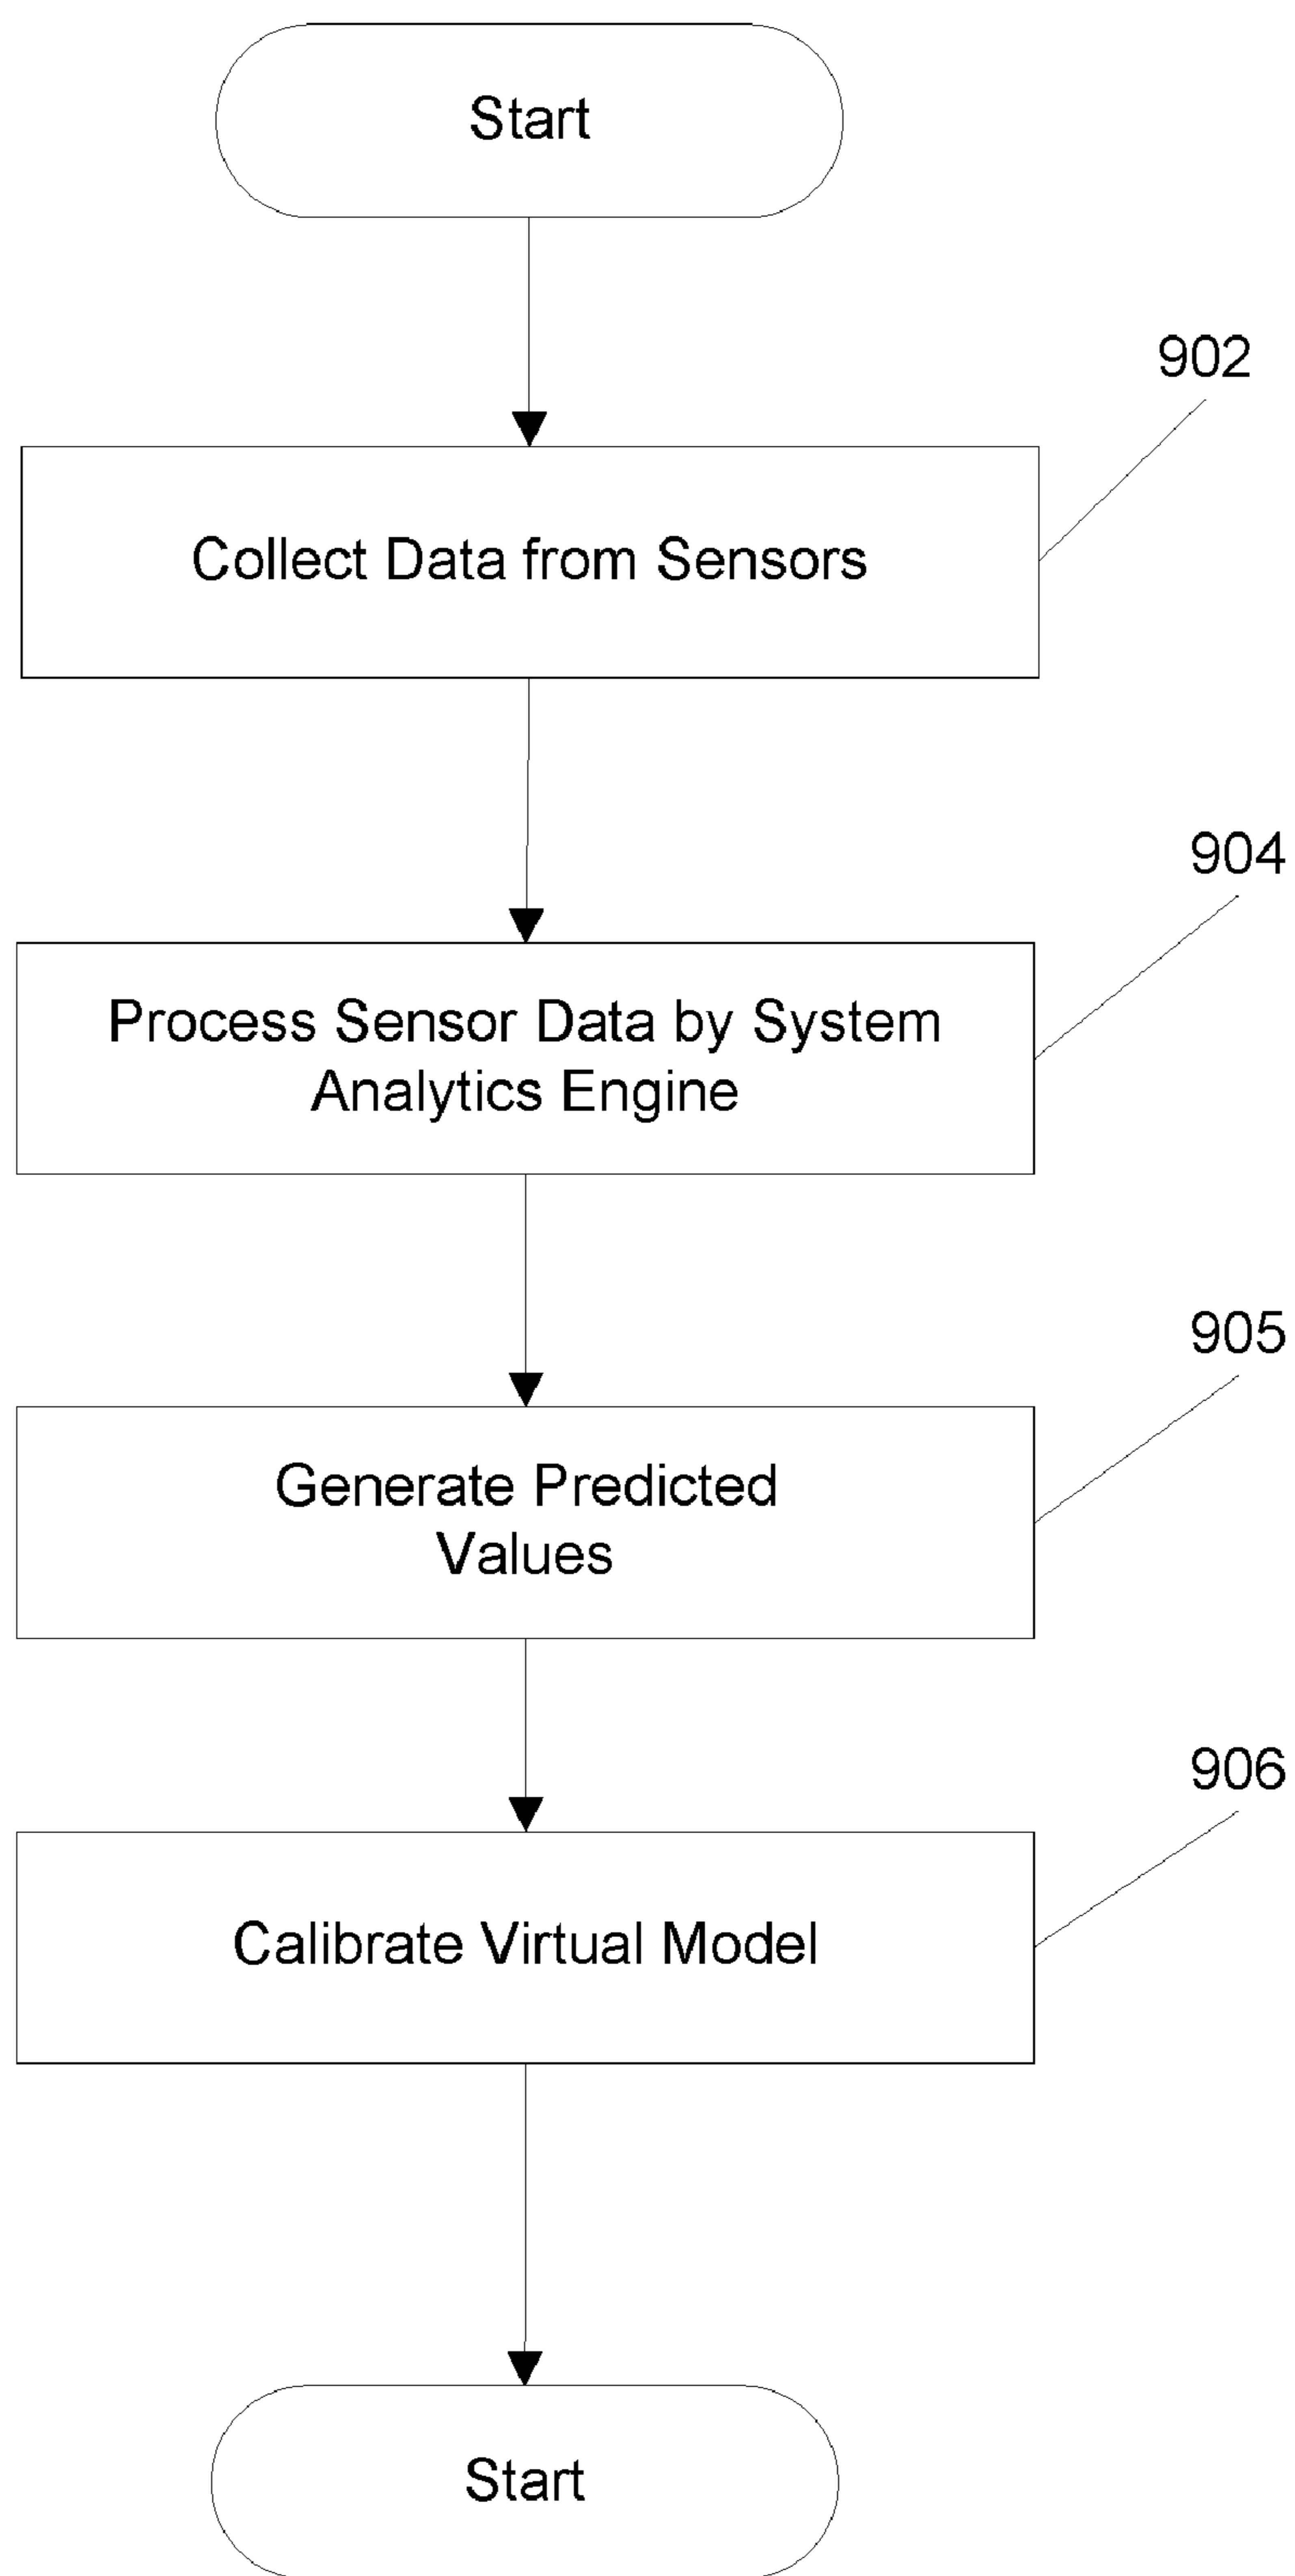 Start
902
Collect Data from Sensors
904
Process Sensor Data by System
Analytics Engine
905
Generate Predicted
Values
906
Calibrate Virtual Model
Start